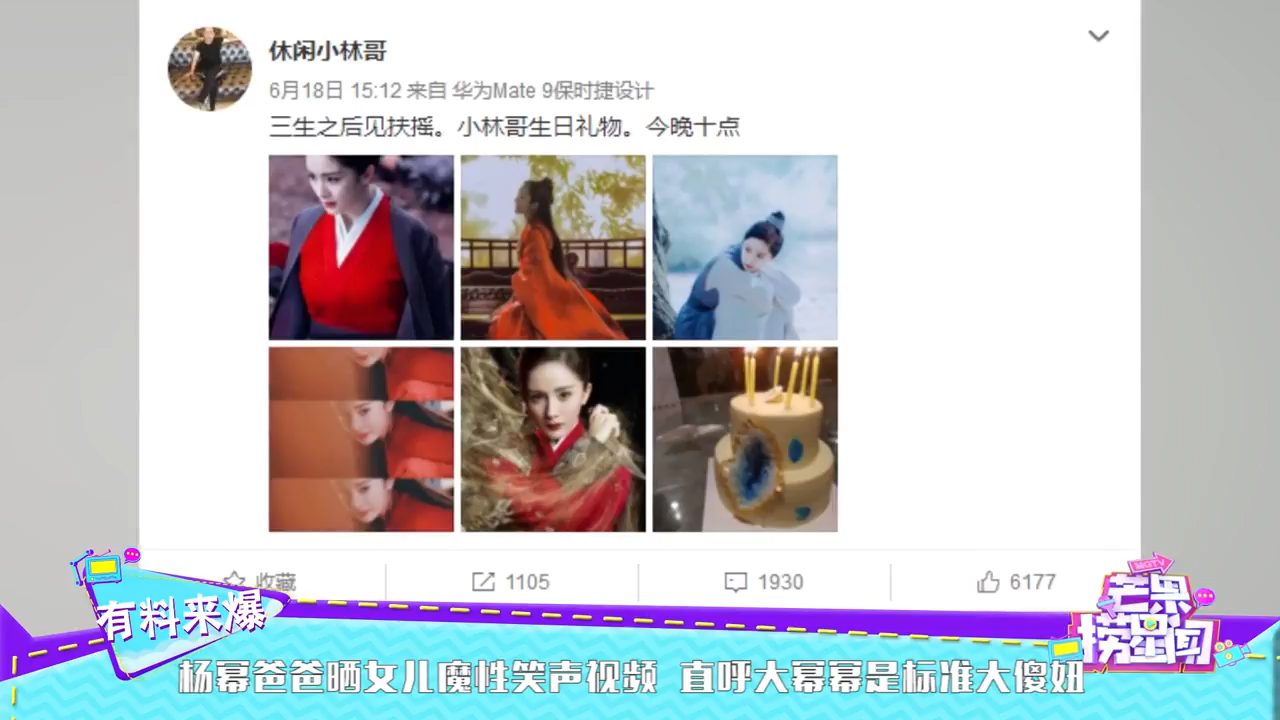 休闲小林哥
6月18日 15:12 来自 华为Mate 9保时捷设计
三生之后见扶摇。小林哥生日礼物。今晚十点
收藏
1105
1930
6177
有料来爆
芒果
捞星闻
杨幂爸爸晒女儿魔性笑声视频 直呼大幂幂是标准大傻妞